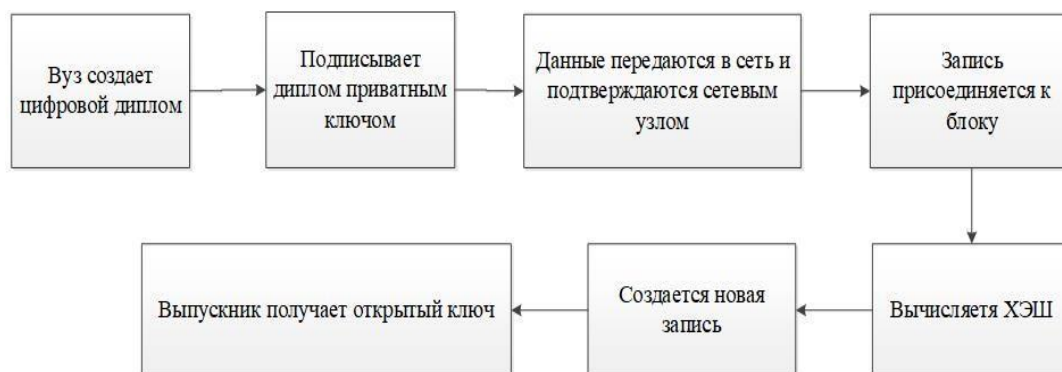 Вуз создает
цифровой диплом
Подписывает
диплом приватным
ключом
Данные передаются в сеть и
подтверждаются сетевым
узлом
Запись
присоединяется к
блоку
Вычисляетя ХЭШ
Создается новая
запись
Выпускник получает открытый ключ